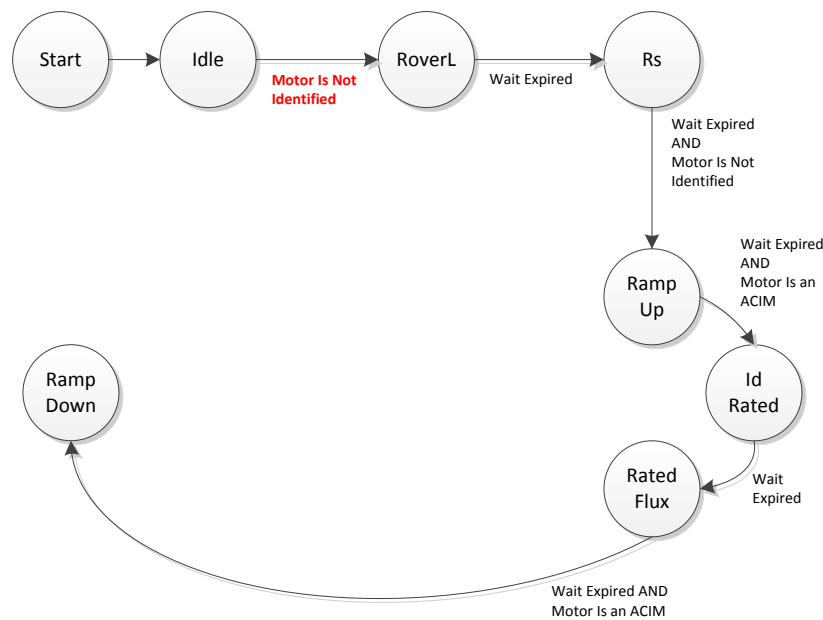 Start
Idle
Motor Is Not
Identified
RoverL
Wait Expired
Rs
Wait Expired
AND
Motor Is Not
Identified
Ramp
Up
Wait Expired
AND
Motor Is an
ACIM
Id
Rated
Wait
Expired
Rated
Flux
Wait Expired AND
Motor Is an ACIM
Ramp
Down